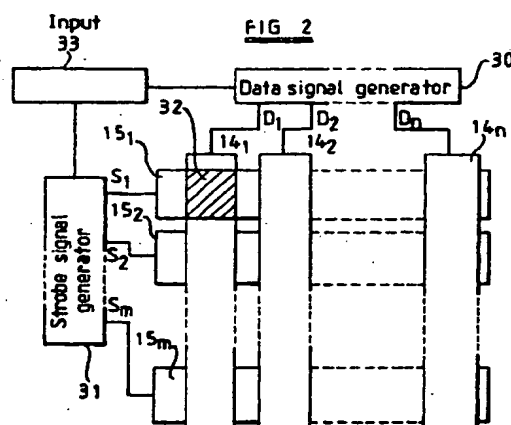 Input
33
FIG 2
Data signal generator
30
32
D₁ D₂ Dₙ
15₁
14₁ 14₂ 14ₙ
S₁
15₂
S₂
Strobe signal generator
Sₘ
15ₘ
31